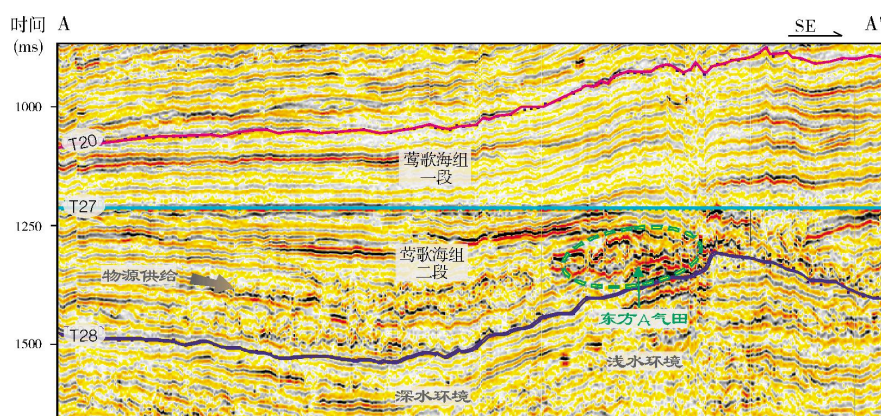 时间 A SE A'
(ms)
1000
T20
莺歌海组
一段
T27
1250
莺歌海组
二段
物源供给
东方A气田
T28
1500
浅水环境
深水环境